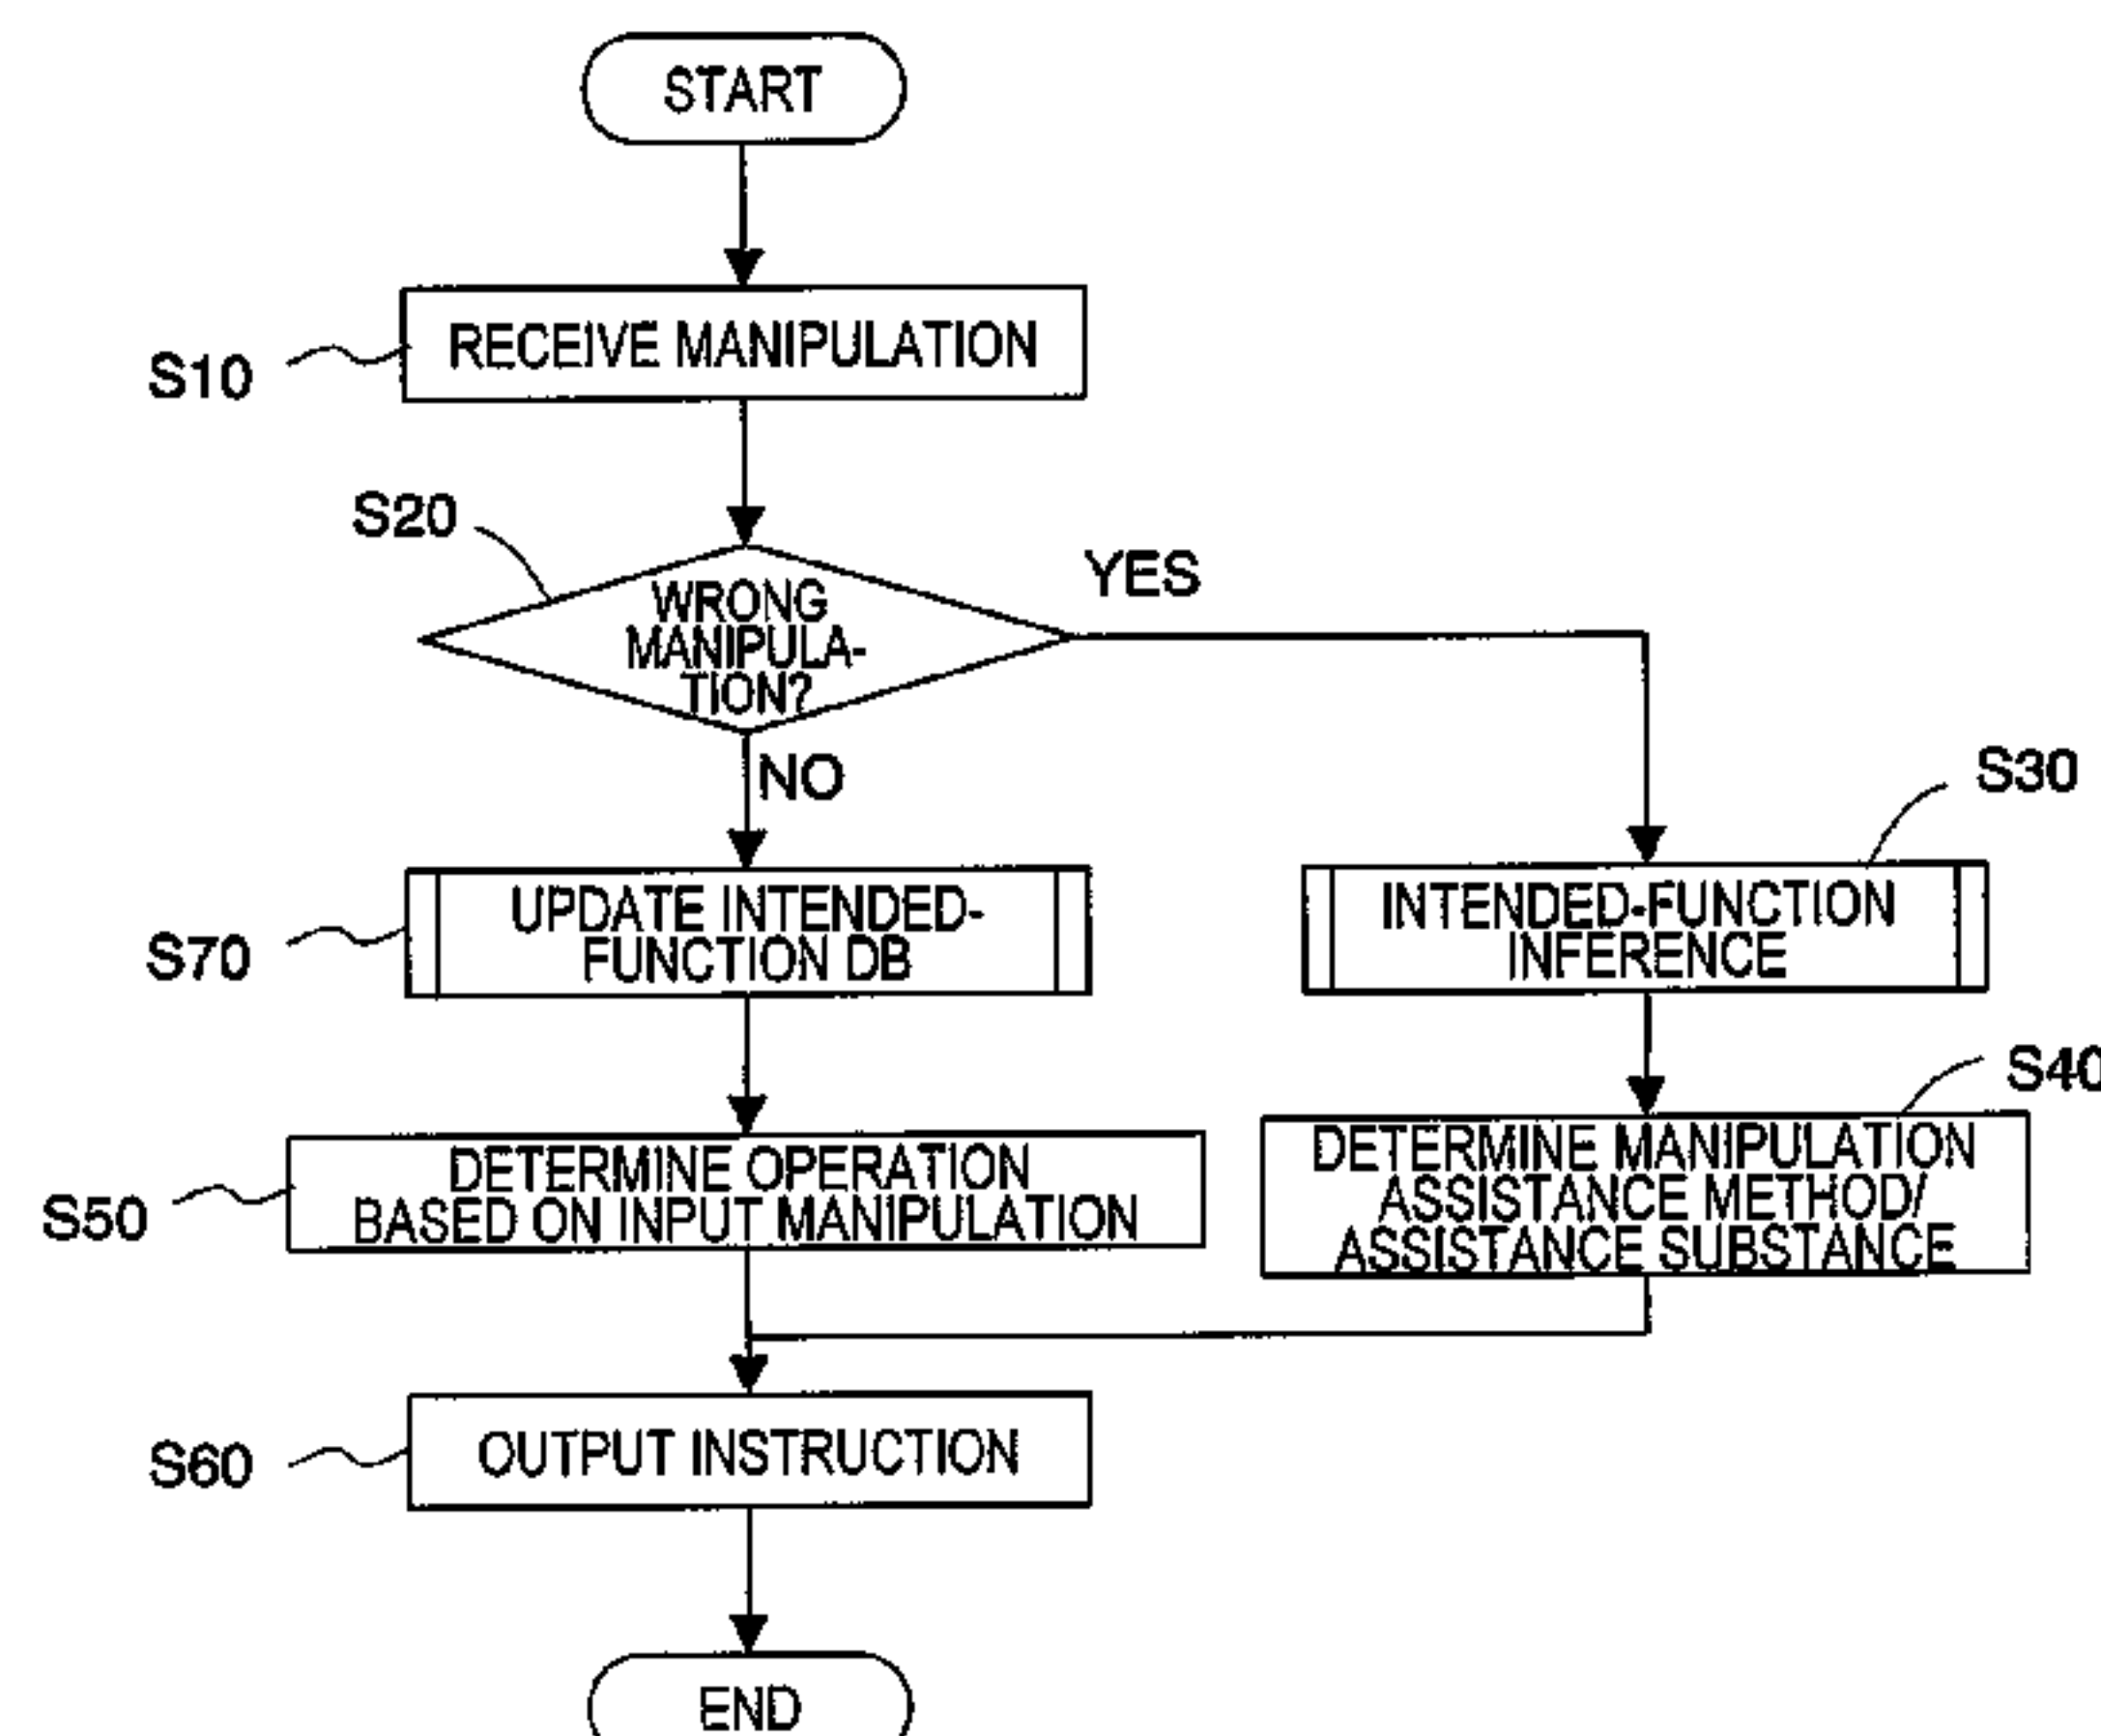 START
S10
RECEIVE MANIPULATION
S20
WRONG
MANIPULA-
TION?
YES
NO
S30
S70
UPDATE INTENDED-
FUNCTION DB
INTENDED-FUNCTION
INFERENCE
S40
S50
DETERMINE OPERATION
BASED ON INPUT MANIPULATION
DETERMINE MANIPULATION
ASSISTANCE METHOD/
ASSISTANCE SUBSTANCE
S60
OUTPUT INSTRUCTION
END